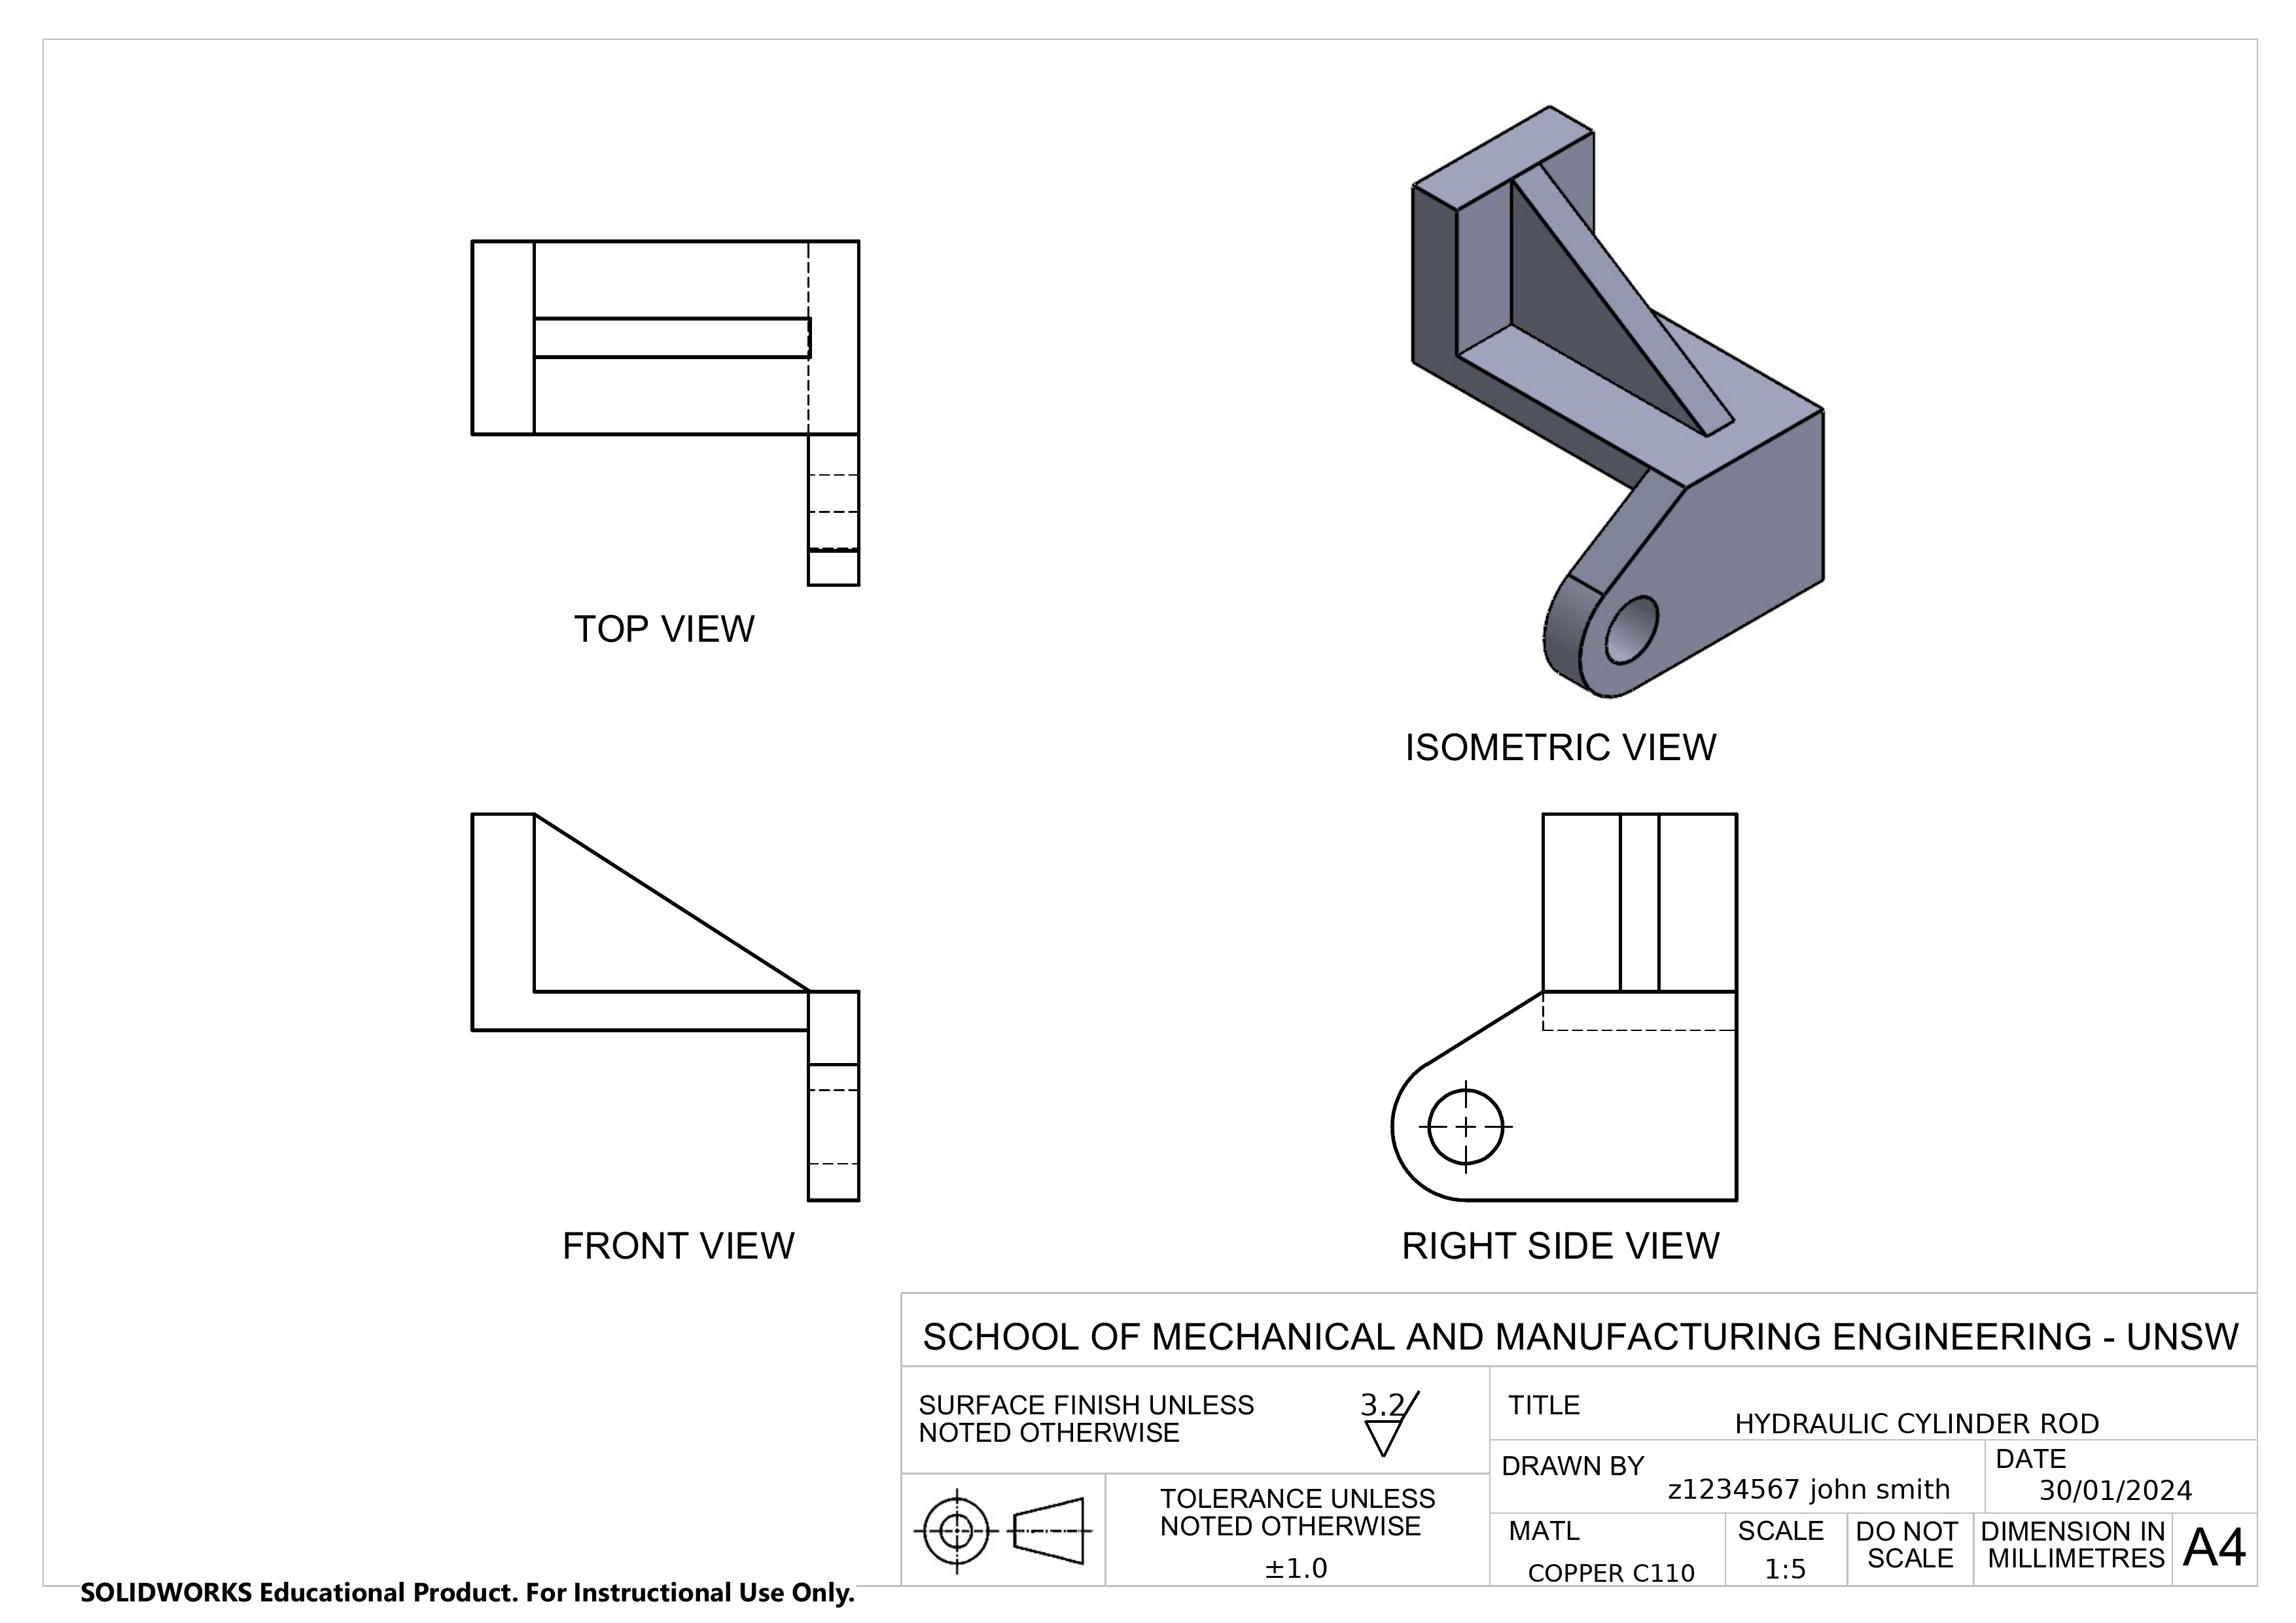 TOP VIEW
ISOMETRIC VIEW
FRONT VIEW
RIGHT SIDE VIEW
SCHOOL OF MECHANICAL AND MANUFACTURING ENGINEERING - UNSW
SURFACE FINISH UNLESS
NOTED OTHERWISE
3.2
TITLE
HYDRAULIC CYLINDER ROD
DRAWN BY
z1234567 john smith
DATE
30/01/2024
TOLERANCE UNLESS
NOTED OTHERWISE
±1.0
MATL
COPPER C110
SCALE
1:5
DO NOT
SCALE
DIMENSION IN
MILLIMETRES
A4
SOLIDWORKS Educational Product. For Instructional Use Only.